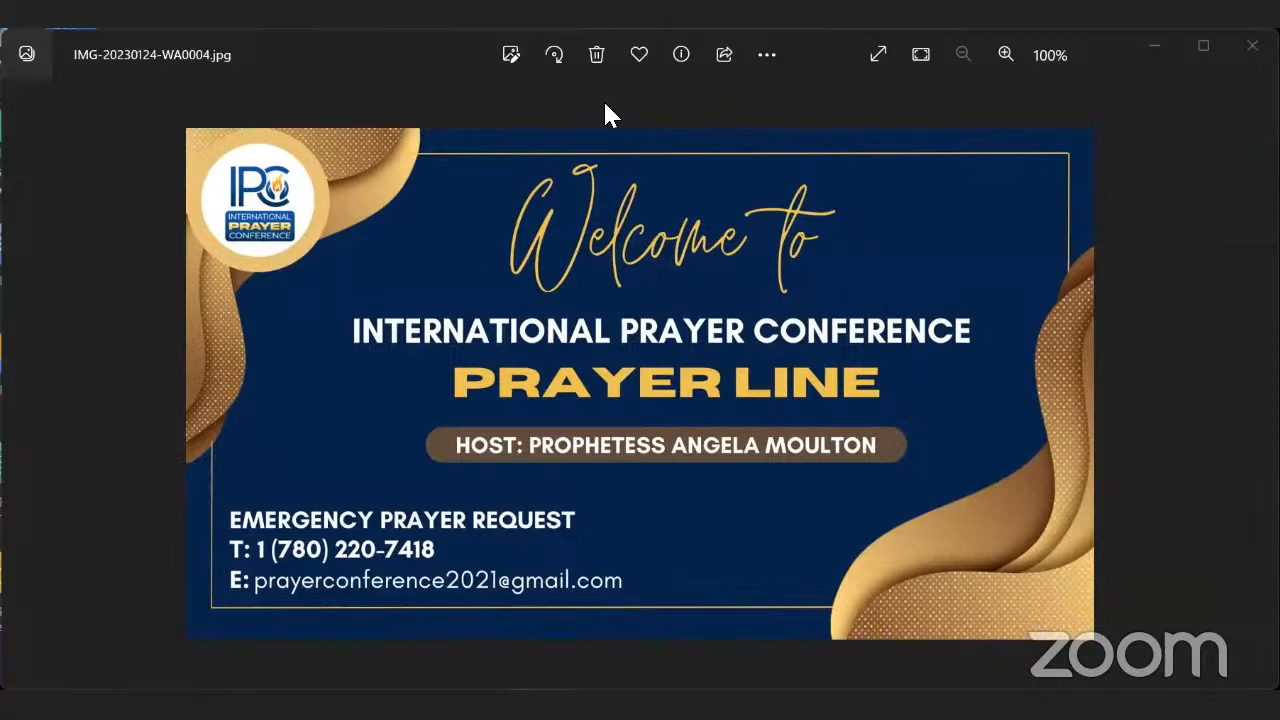 IMG-20230124-WA0004.jpg
100%
IPC
INTERNATIONAL
PRAYER
CONFERENCE
Welcome to
INTERNATIONAL PRAYER CONFERENCE
PRAYER LINE
HOST: PROPHETESS ANGELA MOULTON
EMERGENCY PRAYER REQUEST
T: 1 (780) 220-7418
E: prayerconference2021@gmail.com
zoom